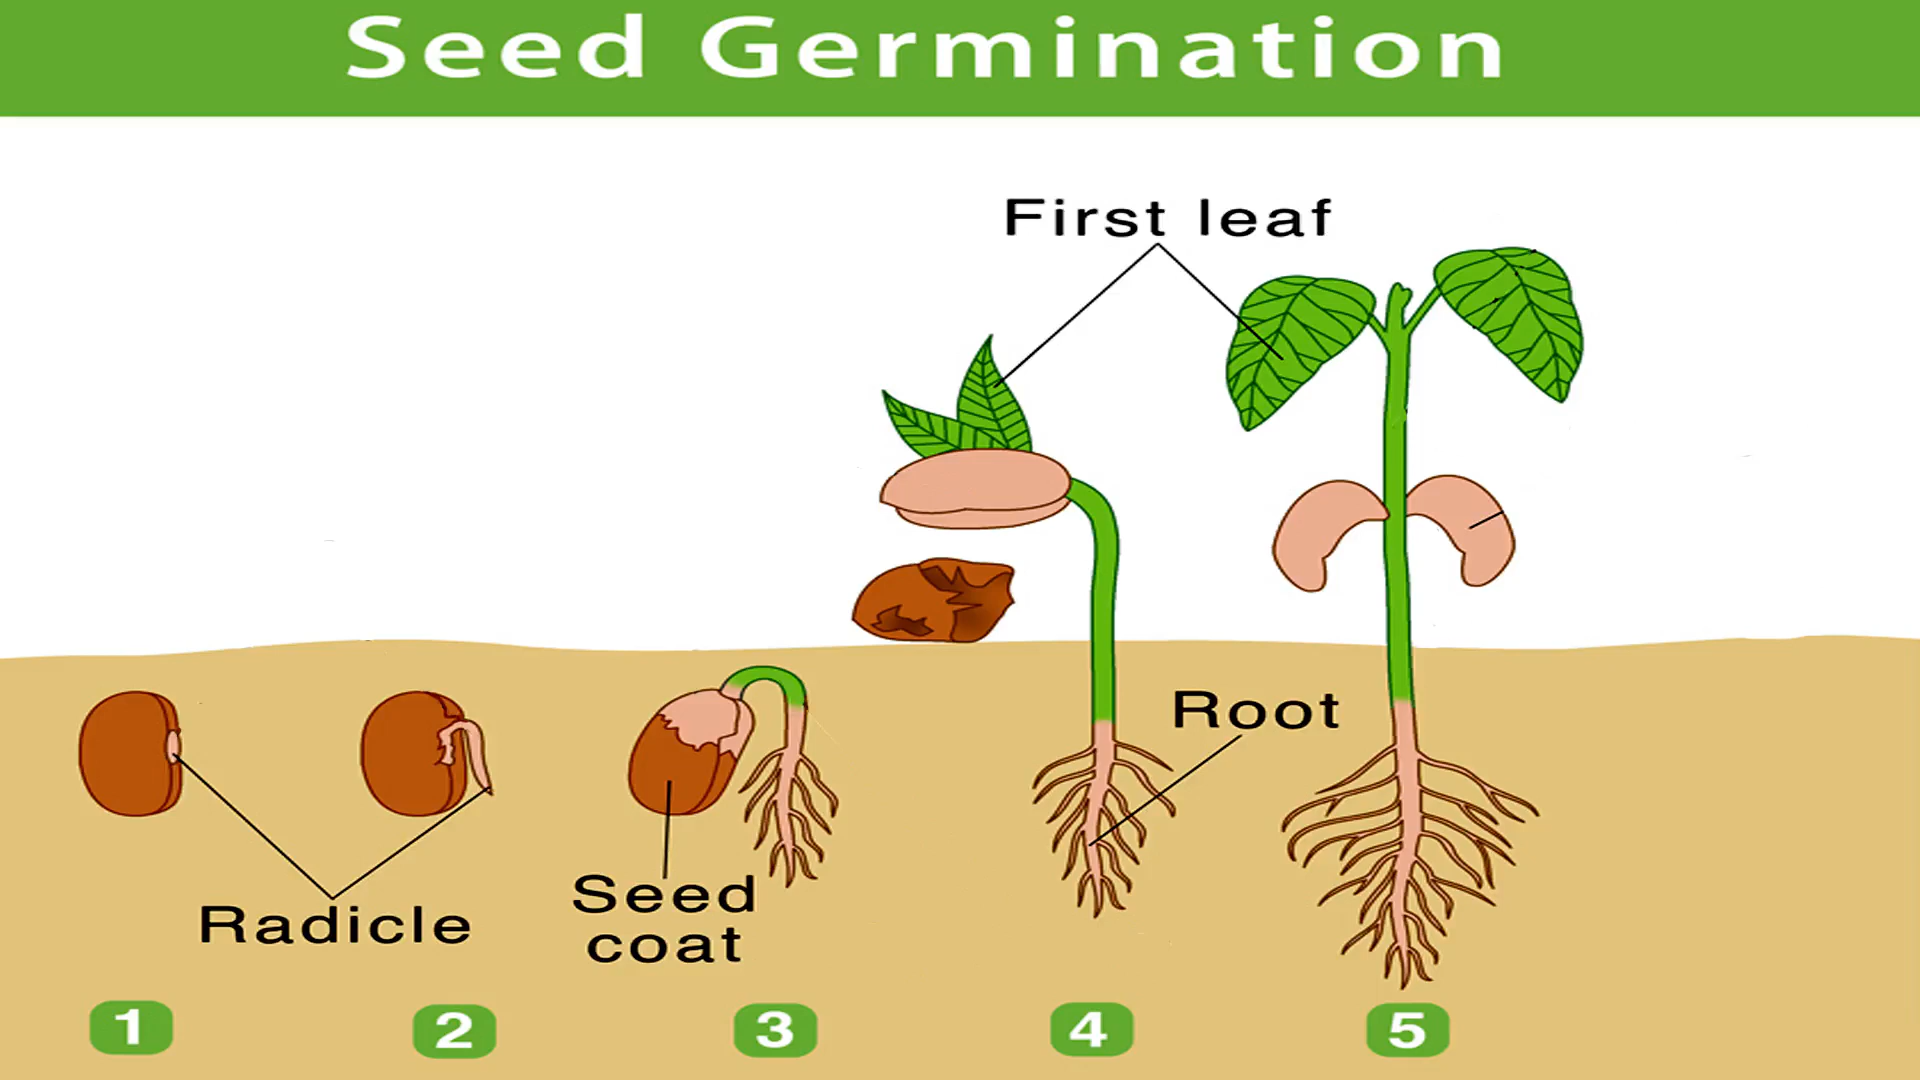 Seed Germination
First leaf
Root
Seed
coat
Radicle
1
2
3
4
5